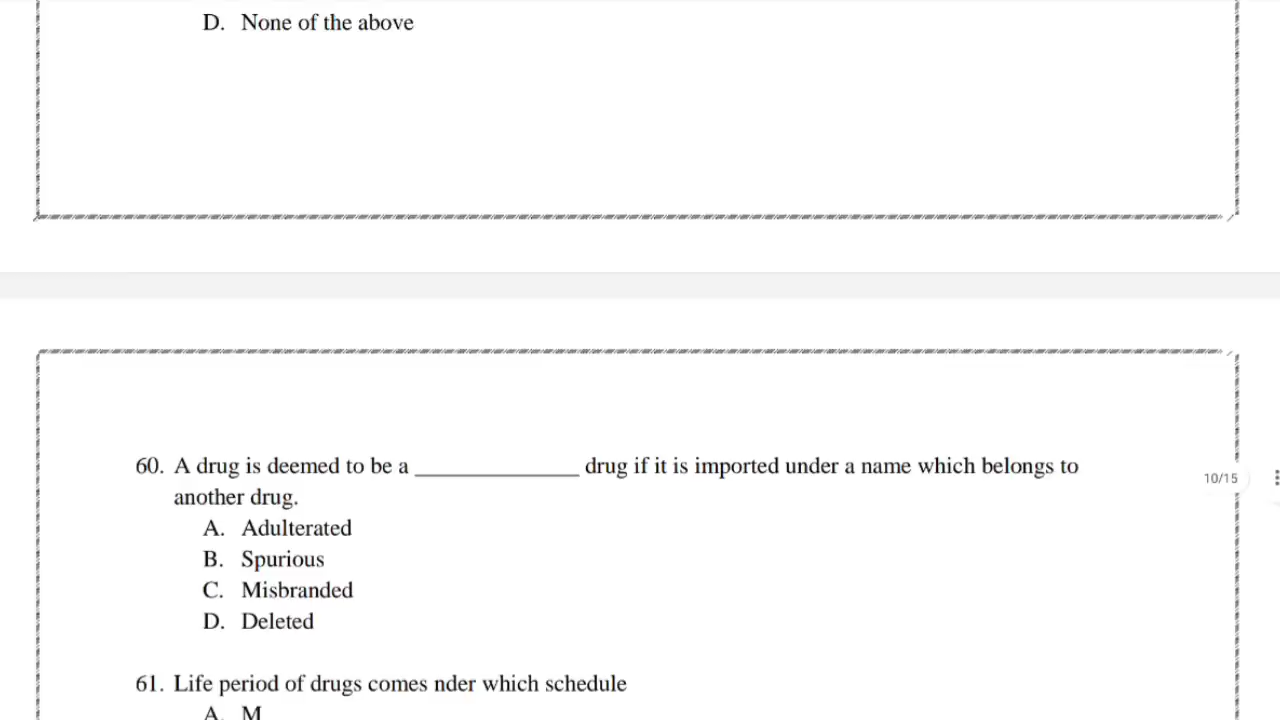 D. None of the above
60. A drug is deemed to be a ______________ drug if it is imported under a name which belongs to
another drug.
10/15
A. Adulterated
B. Spurious
C. Misbranded
D. Deleted
61. Life period of drugs comes nder which schedule
A. M